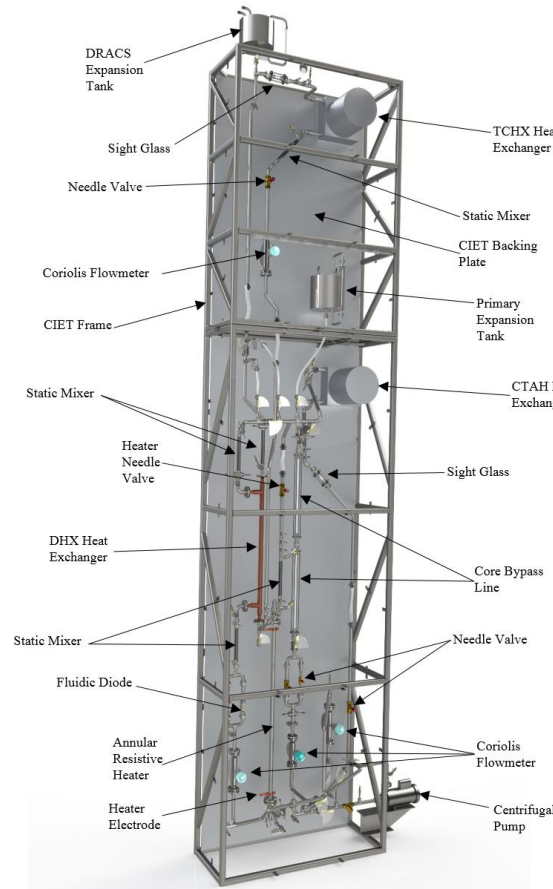 DRACS
Expansion
Tank
Sight Glass
Needle Valve
Coriolis Flowmeter
CIET Frame
Static Mixer
Heater
Needle
Valve
DHX Heat
Exchanger
Static Mixer
Fluidic Diode
Annular
Resistive
Heater
Heater
Electrode
TCHX Hea
Exchanger
Static Mixer
CIET Backing
Plate
Primary
Expansion
Tank
CTAH
Exchang
Sight Glass
Core Bypass
Line
Needle Valve
Coriolis
Flowmeter
Centrifugal
Pump